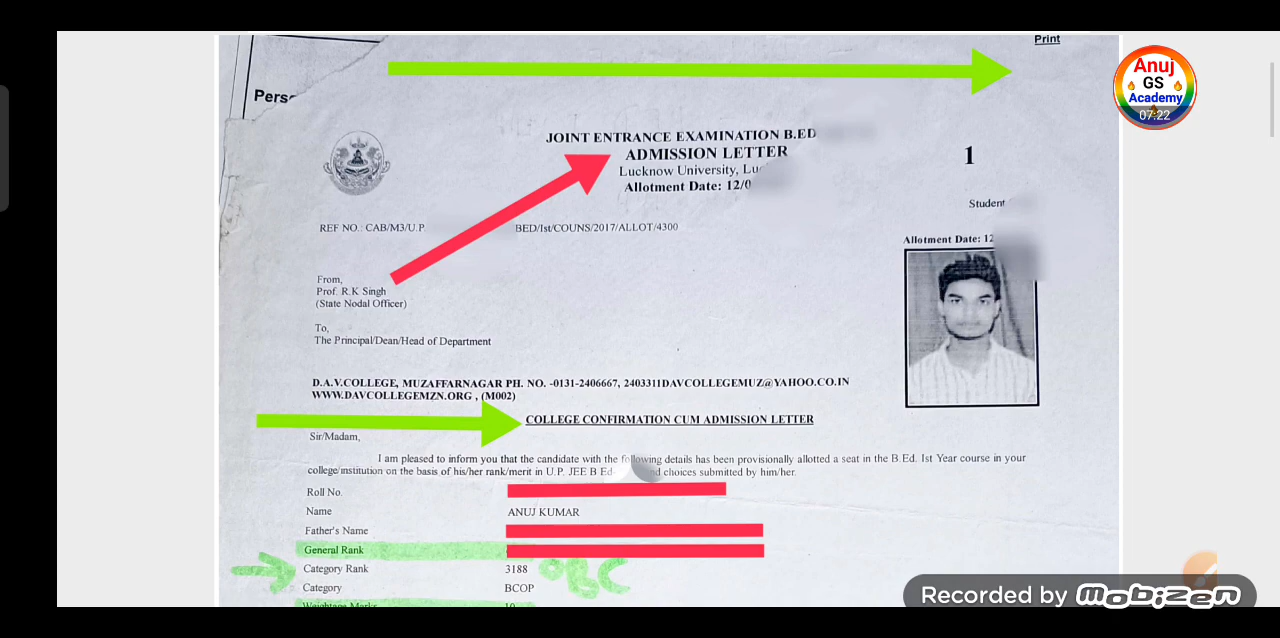 Print
Anuj
GS
Academy
07:22
JOINT ENTRANCE EXAMINATION B.ED
ADMISSION LETTER
Lucknow University,
1
Allotment Date: 12/0
Student
REF NO.: CAB/M3/U.P. BED/Ist/COUNS/2017/ALLOT/4300
Allotment Date: 12
From,
Prof. R.K Singh
(State Nodal Officer)
To,
The Principal/Dean/Head of Department
D.A.V.COLLEGE, MUZAFFARNAGAR PH. NO. -0131-2406667, 2403311DAVCOLLEGEMUZ@YAHOO.CO.IN
WWW.DAVCOLLEGEMZN.ORG , (M002)
COLLEGE CONFIRMATION CUM ADMISSION LETTER
Sir/Madam,
I am pleased to inform you that the candidate with the following details has been provisionally allotted a seat in the B.Ed. Ist Year course in your
college/institution on the basis of his/her rank/merit in U.P. JEE B Ed choices submitted by him/her.
Roll No.
Name ANUJ KUMAR
Father's Name
General Rank
Category Rank 3188 OBC
Category BCOP
Weightage Marks 10
Recorded by Mobizen